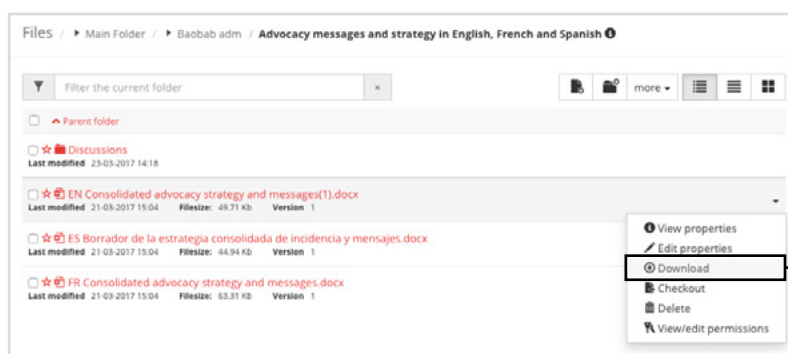 Files / Main Folder / Baobab adm / Advocacy messages and strategy in English, French and Spanish
Filter the current folder × more
Parent folder
Discussions
Last modified 23-03-2017 14:18
EN Consolidated advocacy strategy and messages(1).docx
Last modified 21-03-2017 15:04 Filesize: 49.71 Kb Version 1
ES Borrador de la estrategia consolidada de incidencia y mensajes.docx
Last modified 21-03-2017 15:04 Filesize: 44.94 Kb Version 1
FR Consolidated advocacy strategy and messages.docx
Last modified 21-03-2017 15:04 Filesize: 63.31 Kb Version 1
View properties
Edit properties
Download
Checkout
Delete
View/edit permissions